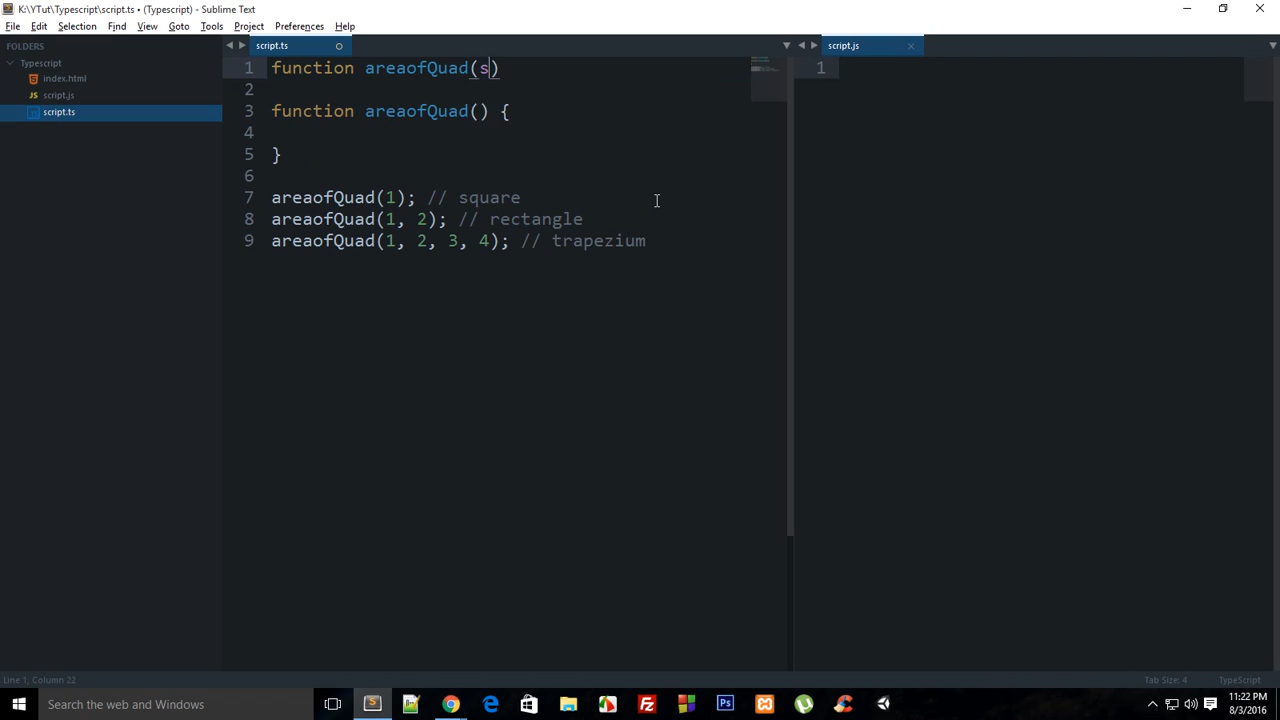 K:\YTut\Typescript\script.ts • (Typescript) - Sublime Text
File Edit Selection Find View Goto Tools Project Preferences Help
FOLDERS
Typescript
index.html
JS script.js
script.ts
script.ts
script.js
1 function areaofQuad(s)
2
3 function areaofQuad() {
4
5 }
6
7 areaofQuad(1); // square
8 areaofQuad(1, 2); // rectangle
9 areaofQuad(1, 2, 3, 4); // trapezium
1
Line 1, Column 22
Tab Size: 4 TypeScript
Search the web and Windows
11:22 PM
8/3/2016